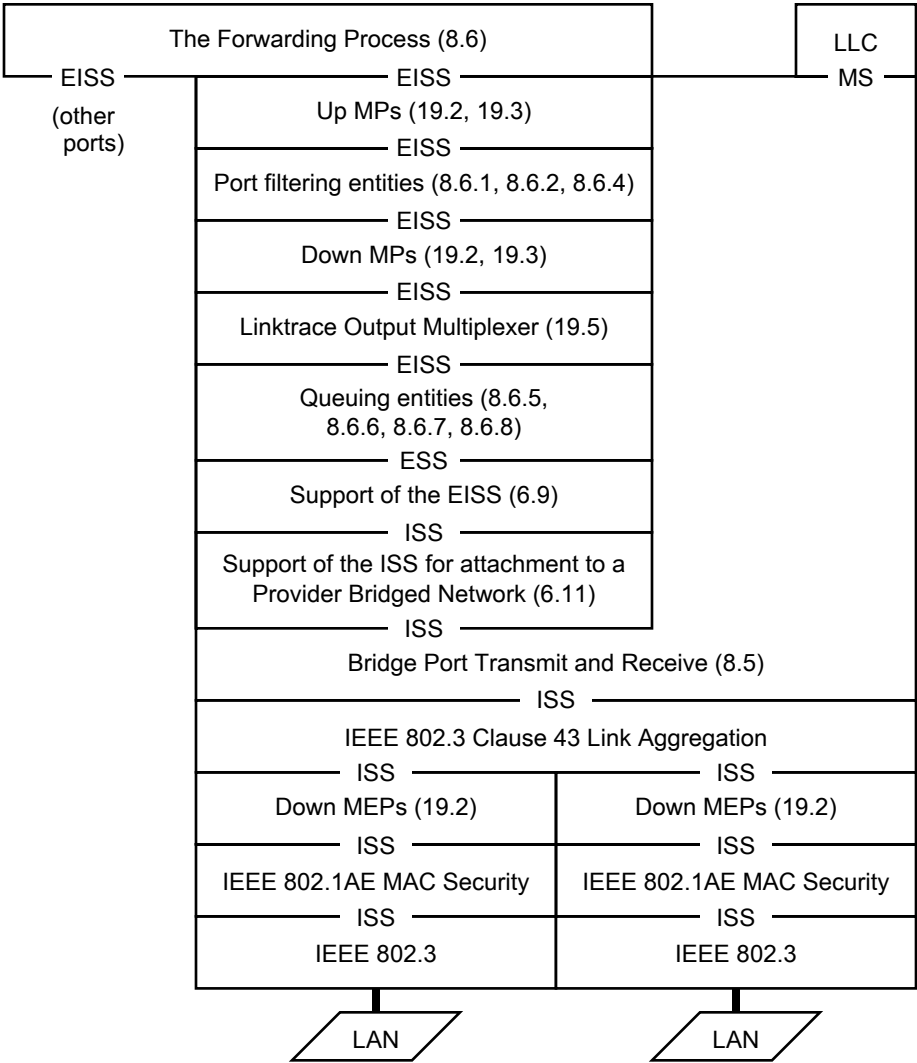 The Forwarding Process (8.6)
LLC
EISS
EISS
MS
(other
ports)
Up MPs (19.2, 19.3)
EISS
Port filtering entities (8.6.1, 8.6.2, 8.6.4)
EISS
Down MPs (19.2, 19.3)
EISS
Linktrace Output Multiplexer (19.5)
EISS
Queuing entities (8.6.5,
8.6.6, 8.6.7, 8.6.8)
ESS
Support of the EISS (6.9)
ISS
Support of the ISS for attachment to a
Provider Bridged Network (6.11)
ISS
Bridge Port Transmit and Receive (8.5)
ISS
IEEE 802.3 Clause 43 Link Aggregation
ISS
ISS
Down MEPs (19.2)
Down MEPs (19.2)
ISS
ISS
IEEE 802.1AE MAC Security
IEEE 802.1AE MAC Security
ISS
ISS
IEEE 802.3
IEEE 802.3
LAN
LAN